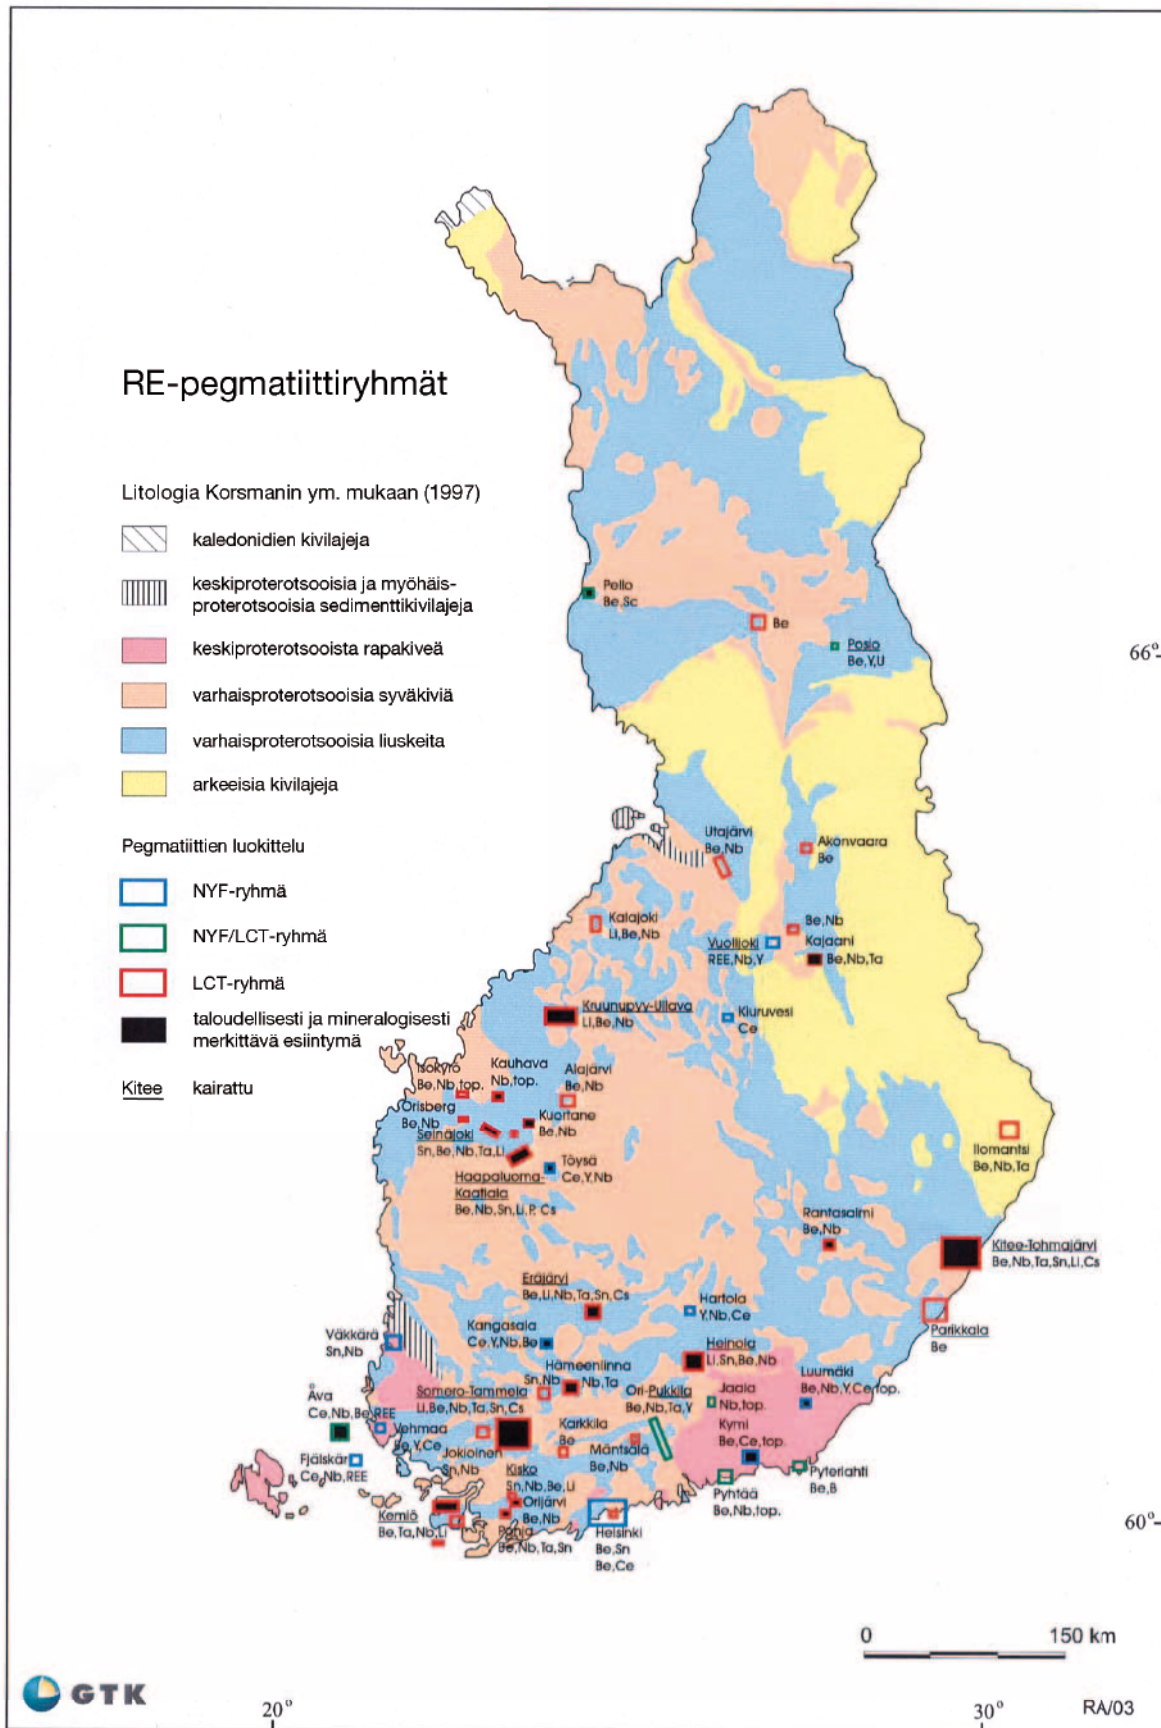 RE-pegmatiittiryhmät
Litologia Korsmanin ym. mukaan (1997)
kaledonidien kivilajeja
keskiproterotsooisia ja myöhäis-
proterotsooisia sedimenttikivilajeja
keskiproterotsooista rapakiveä
varhaisproterotsooisia syväkiviä
varhaisproterotsooisia liuskeita
arkeeisia kivilajeja
Pegmatiittien luokittelu
NYF-ryhmä
NYF/LCT-ryhmä
LCT-ryhmä
taloudellisesti ja mineralogisesti
merkittävä esiintymä
Kitee kairattu
Pello
Be,Sc
Be
Posio
Be,Y,U
66°
Utajärvi
Be,Nb
Akonvaara
Be
Kalajoki
Li,Be,Nb
Be,Nb
Vuolijoki
REE,Nb,Y
Kajaani
Be,Nb,Ta
Kruunupyy-Ullava
Li,Be,Nb
Kiuruvesi
Ce
Isokyrö
Be,Nb,top.
Kauhava
Nb,top.
Alajärvi
Be,Nb
Orisberg
Be,Nb
Kuortane
Be,Nb
Seinäjoki
Sn,Be,Nb,Ta,Li
Töysä
Ce,Y,Nb
Haapaluoma-
Kaatiala
Be,Nb,Sn,Li,P,Cs
Ilomantsi
Be,Nb,Ta
Rantasalmi
Be,Nb
Kitee-Tohmajärvi
Be,Nb,Ta,Sn,Li,Cs
Eräjärvi
Be,Li,Nb,Ta,Sn,Cs
Hartola
Y,Nb,Ce
Parikkala
Be
Väkkärä
Sn,Nb
Kangasala
Ce,Y,Nb,Be
Heinola
Li,Sn,Be,Nb
Hämeenlinna
Sn,Nb
Nb,Ta
Luumäki
Be,Nb,Y,Ce,top.
Somero-Tammela
Li,Be,Nb,Ta,Sn,Cs
Ori-Pukkila
Be,Nb,Ta,Y
Jaala
Nb,top.
Åva
Ce,Nb,Be,REE
Vehmaa
Be,Y,Ce
Karkkila
Be
Kymi
Be,Ce,top.
Jokioinen
Sn,Nb
Mäntsälä
Be,Nb
Fjälskär
Ce,Nb,REE
Kisko
Sn,Nb,Be,Li
Pyterlahti
Be,B
Pyhtää
Be,Nb,top.
Orijärvi
Be,Nb
Kemiö
Be,Ta,Nb,Li
Pohja
Be,Nb,Ta,Sn
Helsinki
Be,Sn
Be,Ce
60°
0 150 km
GTK
20°
30°
RA/03